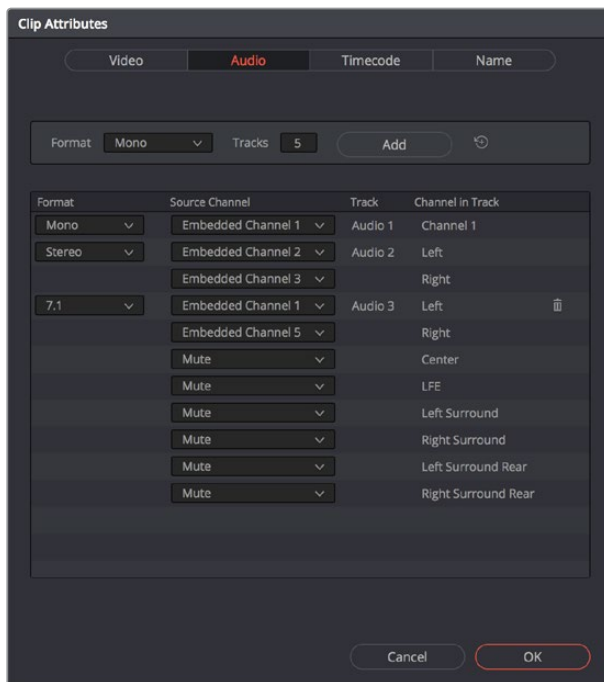 Clip Attributes
Video Audio Timecode Name
Format Mono Tracks 5 Add
Format Source Channel Track Channel in Track
Mono Embedded Channel 1 Audio 1 Channel 1
Stereo Embedded Channel 2 Audio 2 Left
Embedded Channel 3 Right
7.1 Embedded Channel 1 Audio 3 Left
Embedded Channel 5 Right
Mute Center
Mute LFE
Mute Left Surround
Mute Right Surround
Mute Left Surround Rear
Mute Right Surround Rear
Cancel OK